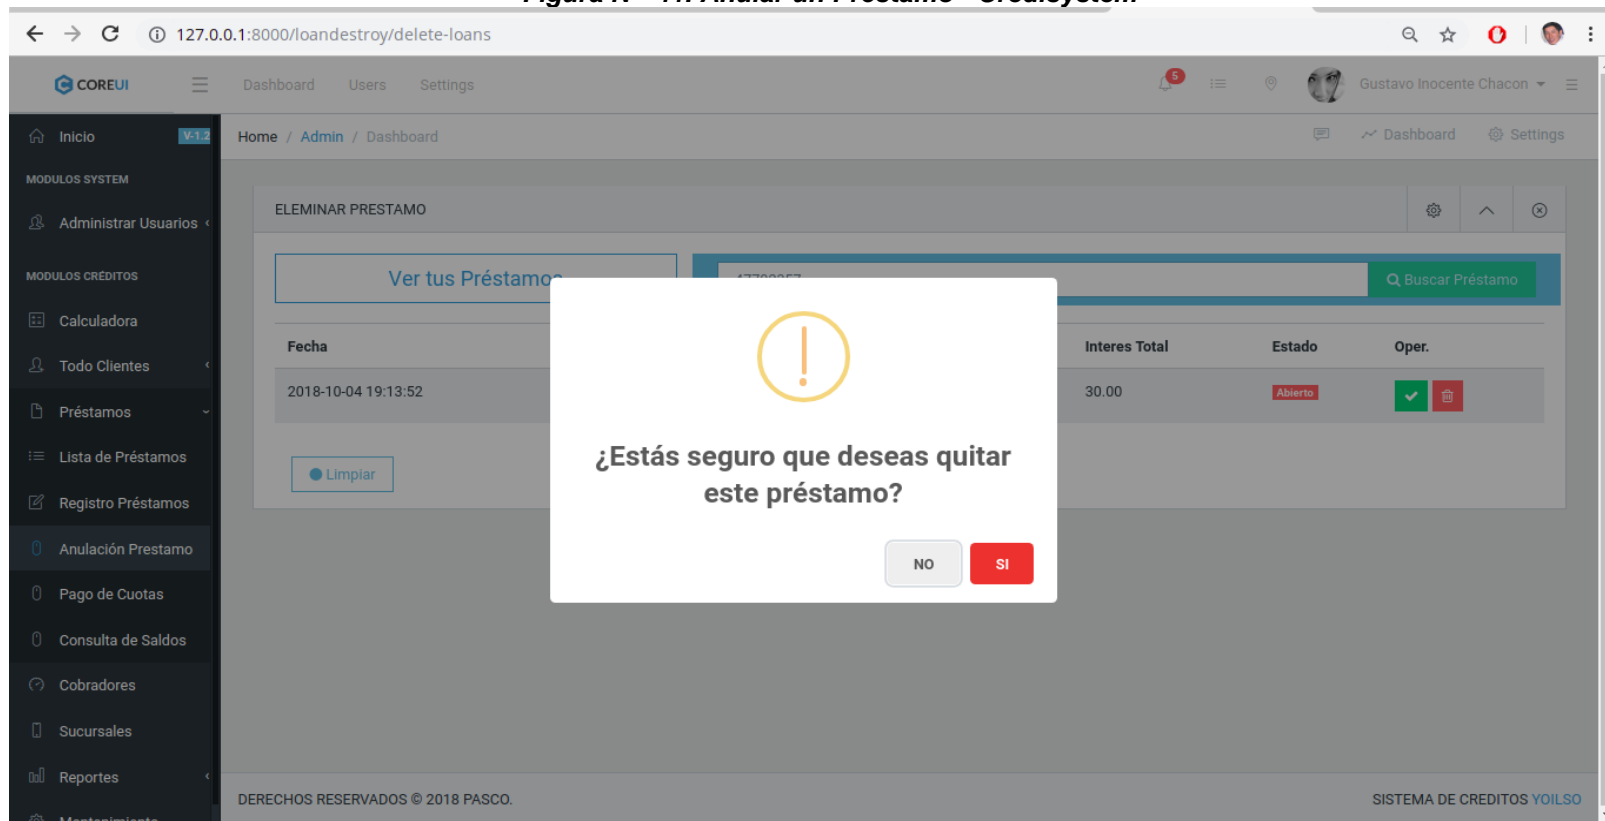 127.0.0.1:8000/loandestroy/delete-loans
COREUI
Dashboard Users Settings
5
Gustavo Inocente Chacon
Inicio V-1.2
Home / Admin / Dashboard
Dashboard Settings
MODULOS SYSTEM
Administrar Usuarios
ELEMINAR PRESTAMO
MODULOS CRÉDITOS
Ver tus Préstamos
Buscar Préstamo
Calculadora
Fecha Interes Total Estado Oper.
Todo Clientes
2018-10-04 19:13:52 30.00 Abierto
Préstamos
Lista de Préstamos
Limpiar
¿Estás seguro que deseas quitar
este préstamo?
Registro Préstamos
Anulación Prestamo
NO SI
Pago de Cuotas
Consulta de Saldos
Cobradores
Sucursales
Reportes
DERECHOS RESERVADOS © 2018 PASCO.
SISTEMA DE CREDITOS YOILSO